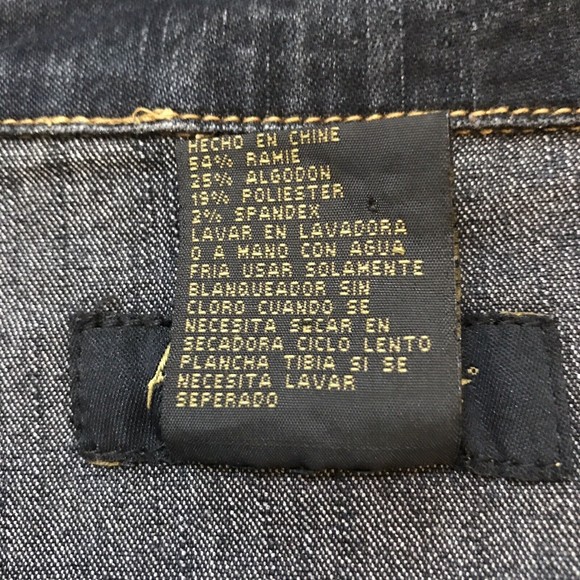 HECHO EN CHINE
54% RAMIE
25% ALGODON
19% POLIESTER
2% SPANDEX
LAVAR EN LAVADORA
O A MANO CON AGUA
FRIA USAR SOLAMENTE
BLANQUEADOR SIN
CLORO CUANDO SE
NECESITA SECAR EN
SECADORA CICLO LENTO
PLANCHA TIBIA SI SE
NECESITA LAVAR
SEPERADO